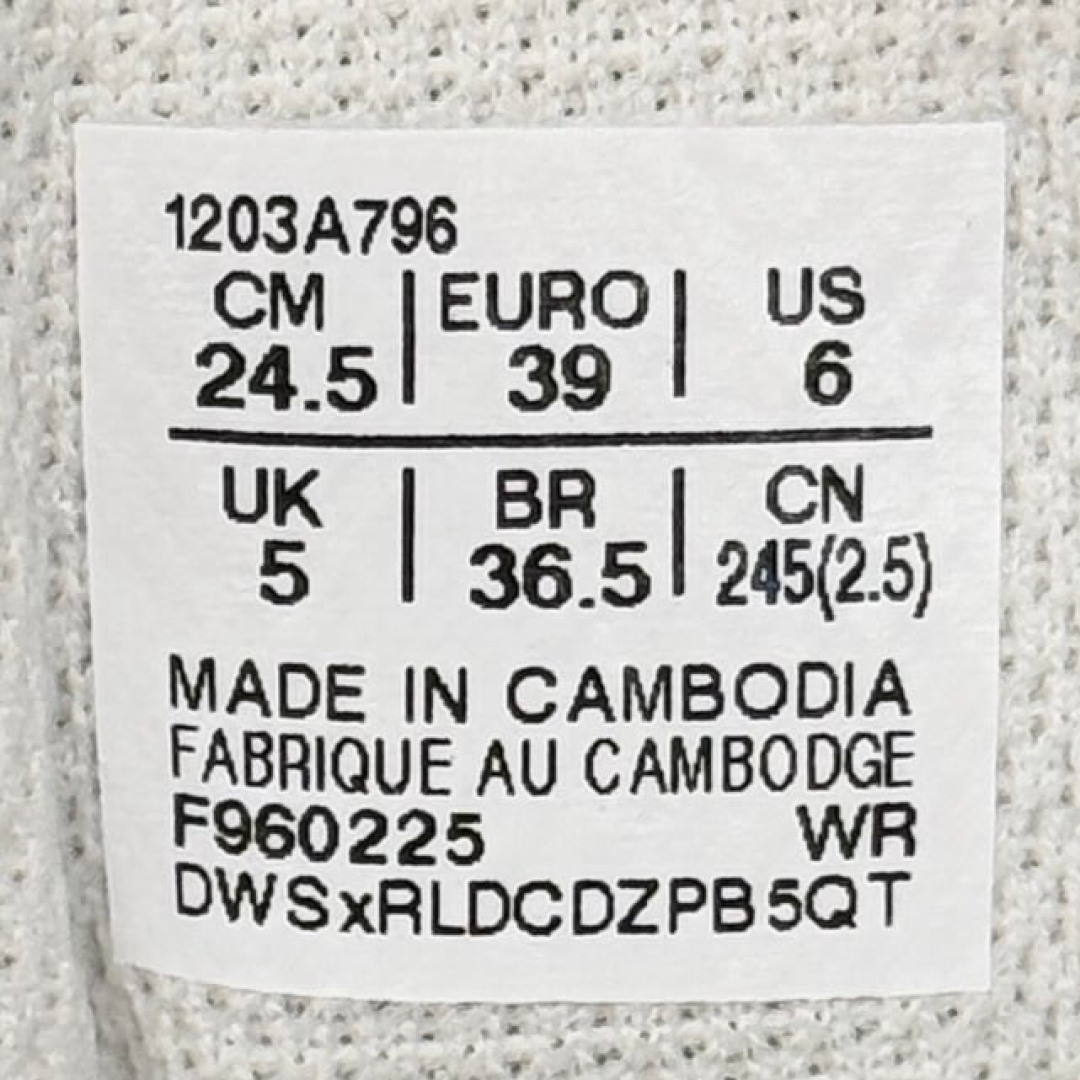 1203A796
CM | EURO | US
24.5 | 39 | 6
UK | BR | CN
5 | 36.5 | 245(2.5)
MADE IN CAMBODIA
FABRIQUE AU CAMBODGE
F960225 WR
DWSxRLDCDZPB5QT